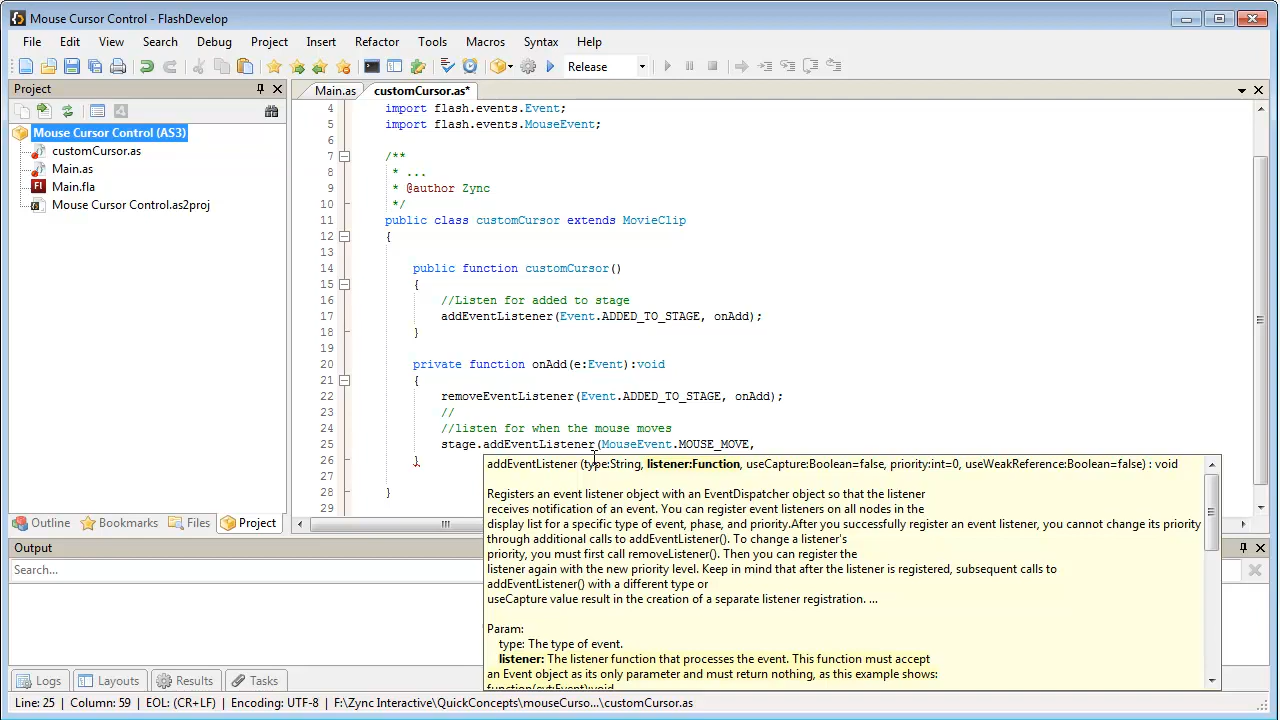 Mouse Cursor Control - FlashDevelop
File Edit View Search Debug Project Insert Refactor Tools Macros Syntax Help
Release
Project
Main.as customCursor.as*
Mouse Cursor Control (AS3)
customCursor.as
Main.as
Main.fla
Mouse Cursor Control.as2proj
4 import flash.events.Event;
5 import flash.events.MouseEvent;
6
7 /**
8 * ...
9 * @author Zync
10 */
11 public class customCursor extends MovieClip
12 {
13
14 public function customCursor()
15 {
16 //Listen for added to stage
17 addEventListener(Event.ADDED_TO_STAGE, onAdd);
18 }
19
20 private function onAdd(e:Event):void
21 {
22 removeEventListener(Event.ADDED_TO_STAGE, onAdd);
23 //
24 //listen for when the mouse moves
25 stage.addEventListener(MouseEvent.MOUSE_MOVE,
26 }
27
28 }
29
addEventListener (type:String, listener:Function, useCapture:Boolean=false, priority:int=0, useWeakReference:Boolean=false) : void
Registers an event listener object with an EventDispatcher object so that the listener
receives notification of an event. You can register event listeners on all nodes in the
display list for a specific type of event, phase, and priority.After you successfully register an event listener, you cannot change its priority
through additional calls to addEventListener(). To change a listener's
priority, you must first call removeListener(). Then you can register the
listener again with the new priority level. Keep in mind that after the listener is registered, subsequent calls to
addEventListener() with a different type or
useCapture value result in the creation of a separate listener registration. ...
Param:
type: The type of event.
listener: The listener function that processes the event. This function must accept
an Event object as its only parameter and must return nothing, as this example shows:
function(evt:Event):void
Outline Bookmarks Files Project
Output
Search...
Logs Layouts Results Tasks
Line: 25 Column: 59 EOL: (CR+LF) Encoding: UTF-8 F:\Zync Interactive\QuickConcepts\mouseCurso...\customCursor.as